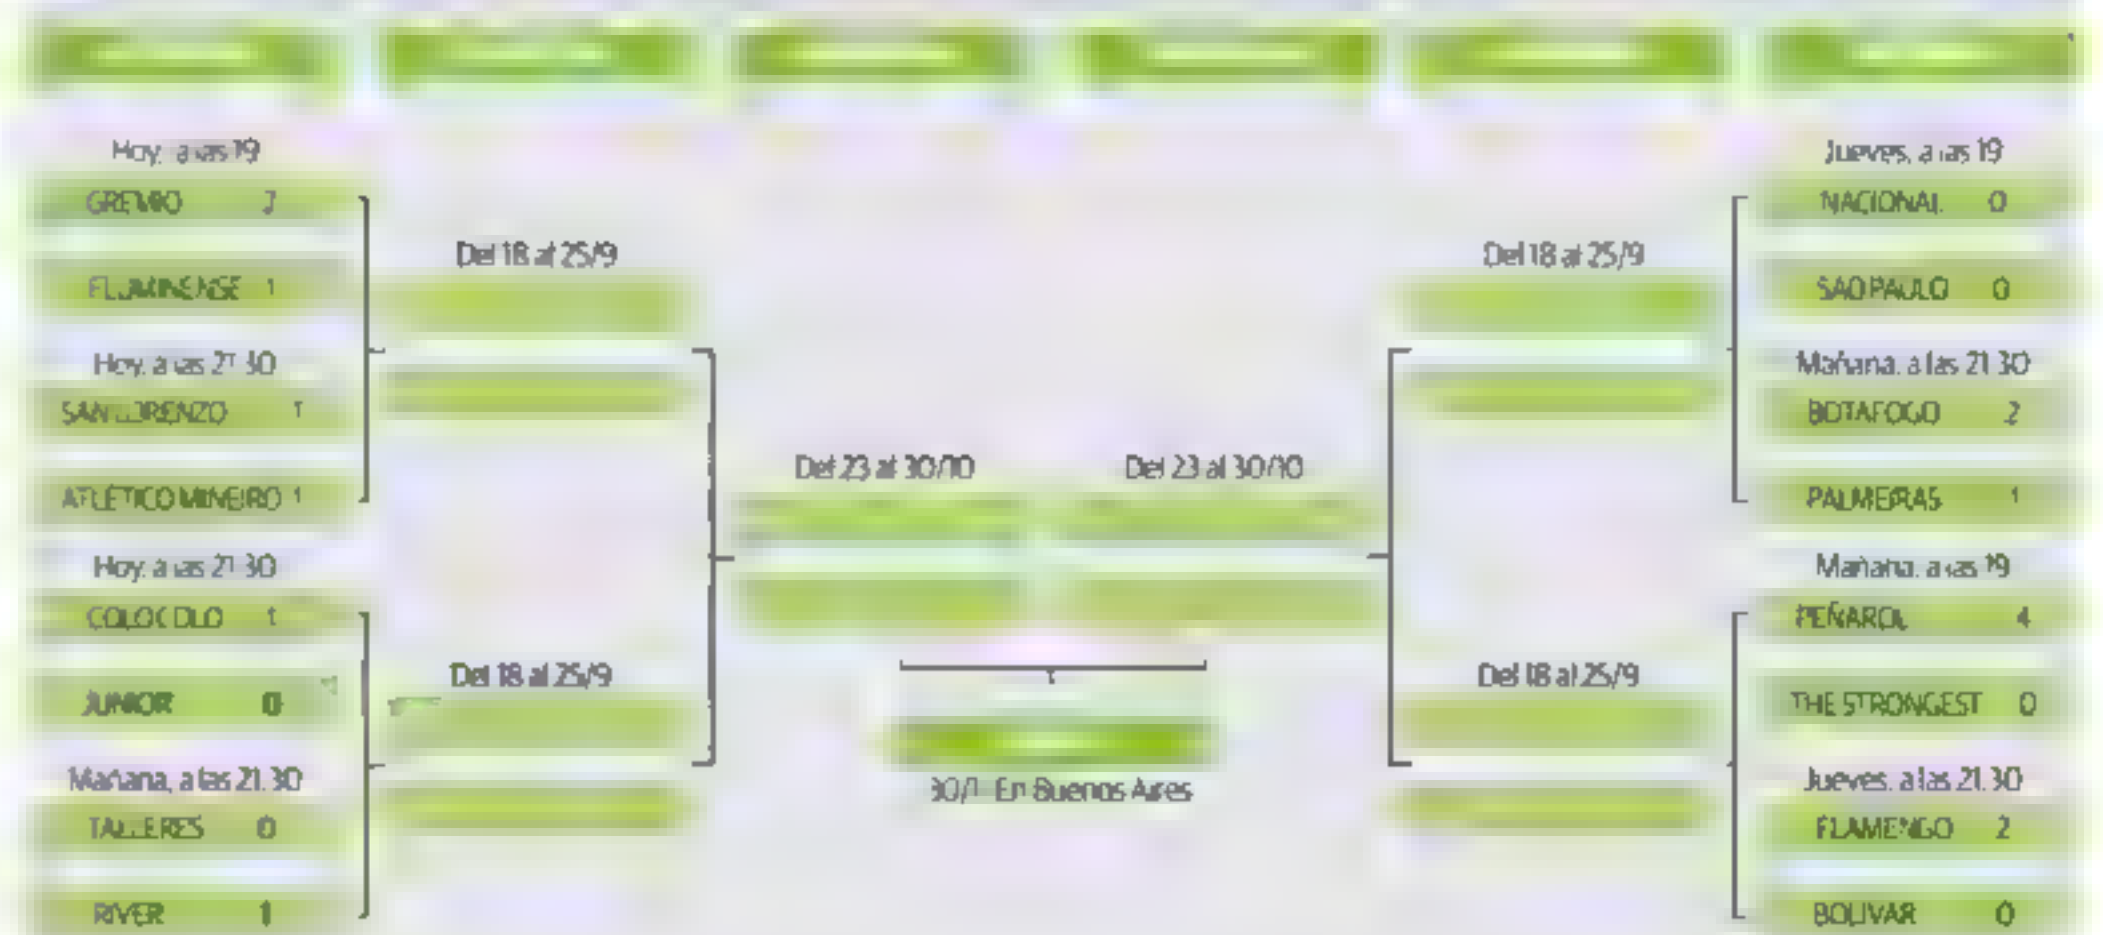 Hoy, a las 19
GREMIO 2
FLUMINENSE 1
Hoy, a las 21.30
SAN LORENZO 1
ATLÉTICO MINEIRO 1
Hoy, a las 21.30
COLO COLO 1
JUNIOR 0
Mañana, a las 21.30
TALLERES 0
RIVER 1
Del 18 al 25/9
Del 18 al 25/9
Del 23 al 30/10
Del 23 al 30/10
En Buenos Aires
Del 18 al 25/9
Del 18 al 25/9
Jueves, a las 19
NACIONAL 0
SAO PAULO 0
Mañana, a las 21.30
BOTAFOGO 2
PALMEIRAS 1
Mañana, a las 19
PEÑAROL 4
THE STRONGEST 0
Jueves, a las 21.30
FLAMENGO 2
BOLIVAR 0